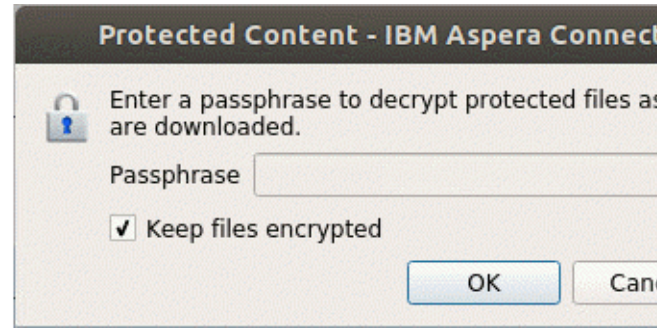 Protected Content - IBM Aspera Connect
Enter a passphrase to decrypt protected files as
are downloaded.
Passphrase
Keep files encrypted
OK
Can